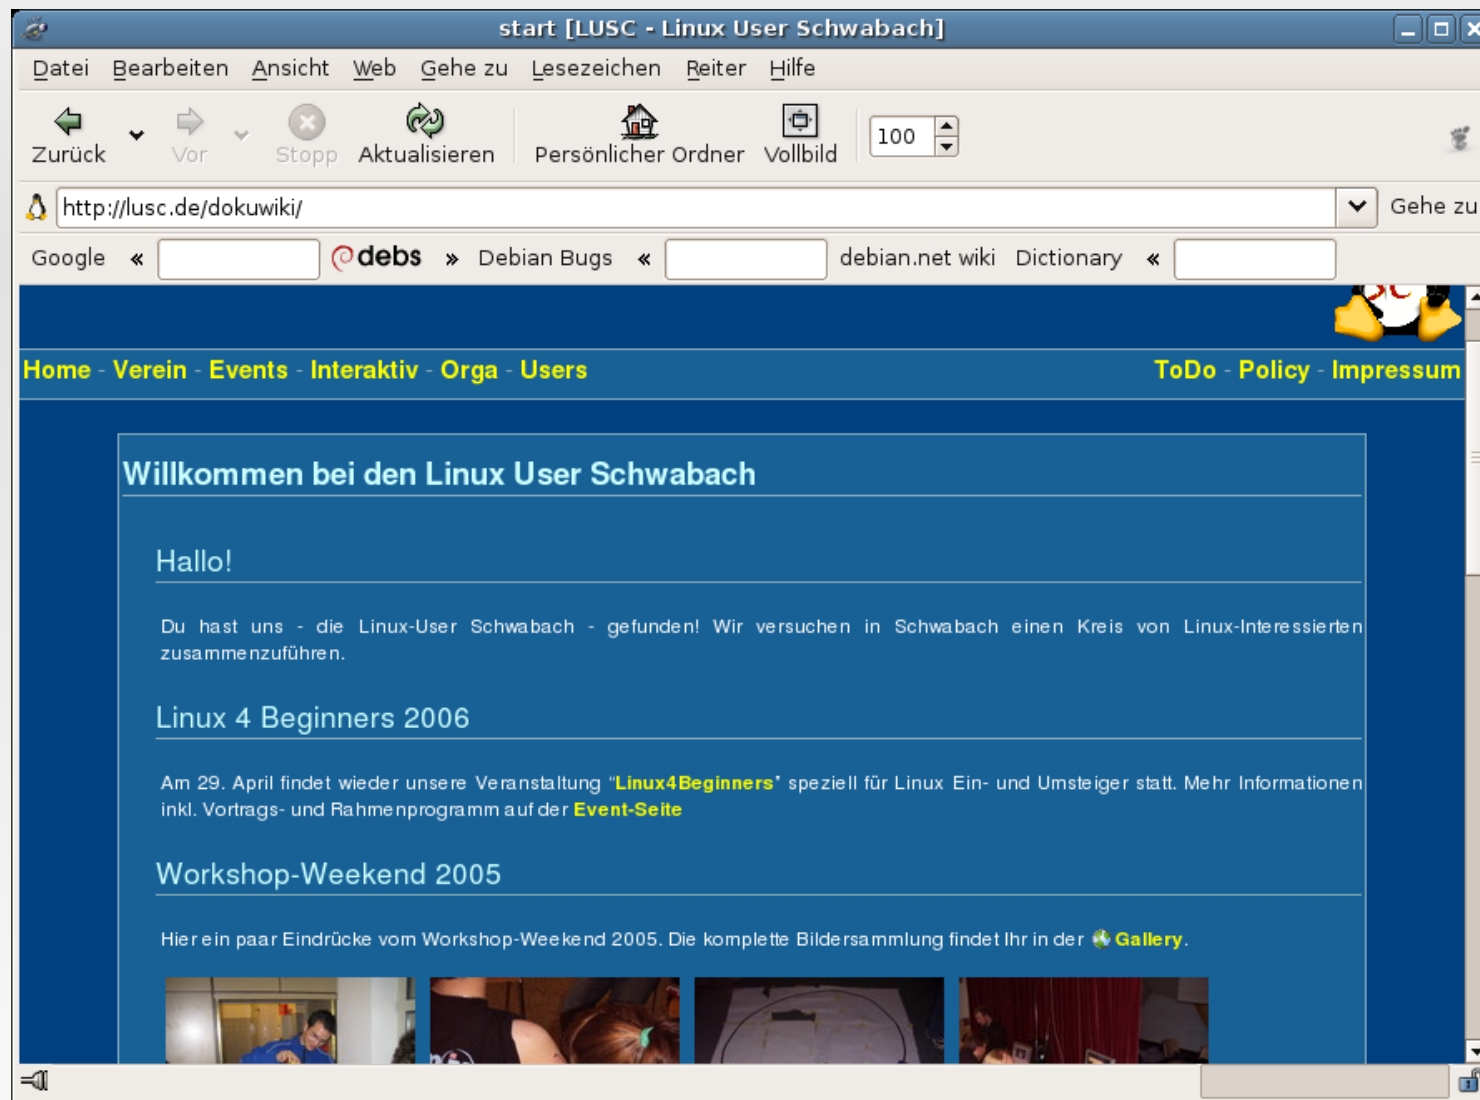 start [LUSC - Linux User Schwabach]
Datei Bearbeiten Ansicht Web Gehe zu Lesezeichen Reiter Hilfe
Zurück Vor Stopp Aktualisieren Persönlicher Ordner Vollbild 100
http://lusc.de/dokuwiki/ Gehe zu
Google « debs » Debian Bugs « debian.net wiki Dictionary «
SC
Home - Verein - Events - Interaktiv - Orga - Users ToDo - Policy - Impressum
Willkommen bei den Linux User Schwabach
Hallo!
Du hast uns - die Linux-User Schwabach - gefunden! Wir versuchen in Schwabach einen Kreis von Linux-Interessierten
zusammenzuführen.
Linux 4 Beginners 2006
Am 29. April findet wieder unsere Veranstaltung “Linux4Beginners” speziell für Linux Ein- und Umsteiger statt. Mehr Informationen
inkl. Vortrags- und Rahmenprogramm auf der Event-Seite
Workshop-Weekend 2005
Hier ein paar Eindrücke vom Workshop-Weekend 2005. Die komplette Bildersammlung findet Ihr in der Gallery.